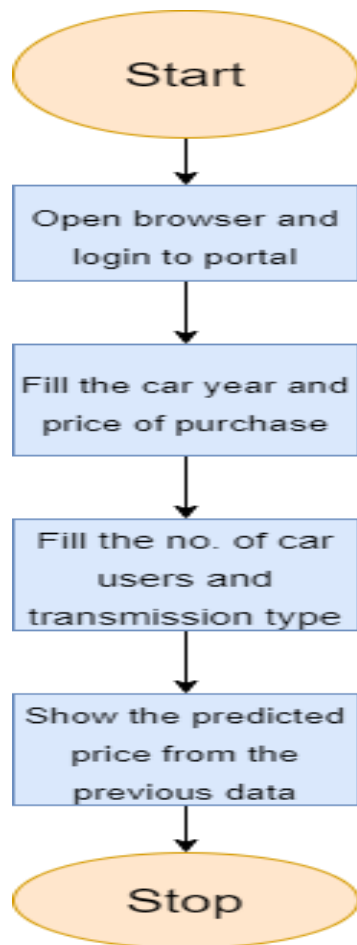 Start
Open browser and
login to portal
Fill the car year and
price of purchase
Fill the no. of car
users and
transmission type
Show the predicted
price from the
previous data
Stop